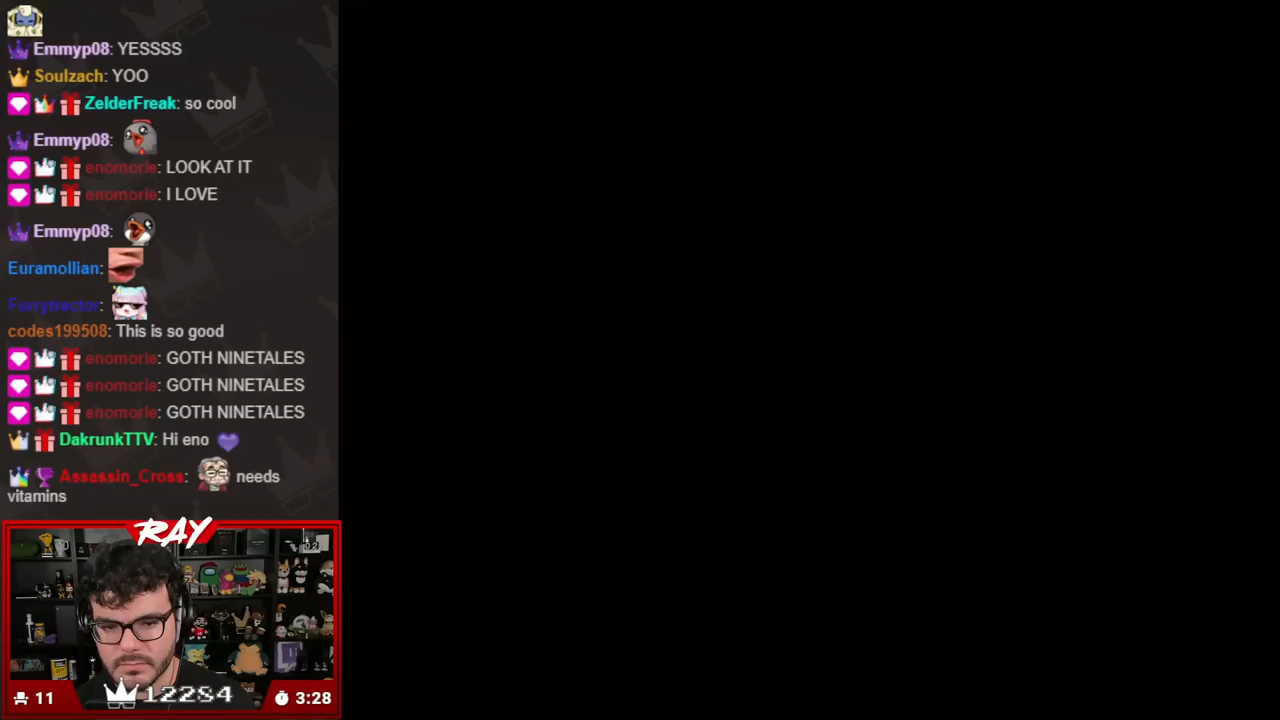 Emmyp08: YESSSS
Soulzach: YOO
ZelderFreak: so cool
Emmyp08:
enomorie: LOOK AT IT
enomorie: I LOVE
Emmyp08:
Euramollian:
Furrytractor:
codes199508: This is so good
enomorie: GOTH NINETALES
enomorie: GOTH NINETALES
enomorie: GOTH NINETALES
DakrunkTTV: Hi eno
Assassin_Cross: needs
vitamins
RAY
11
12284
3:28